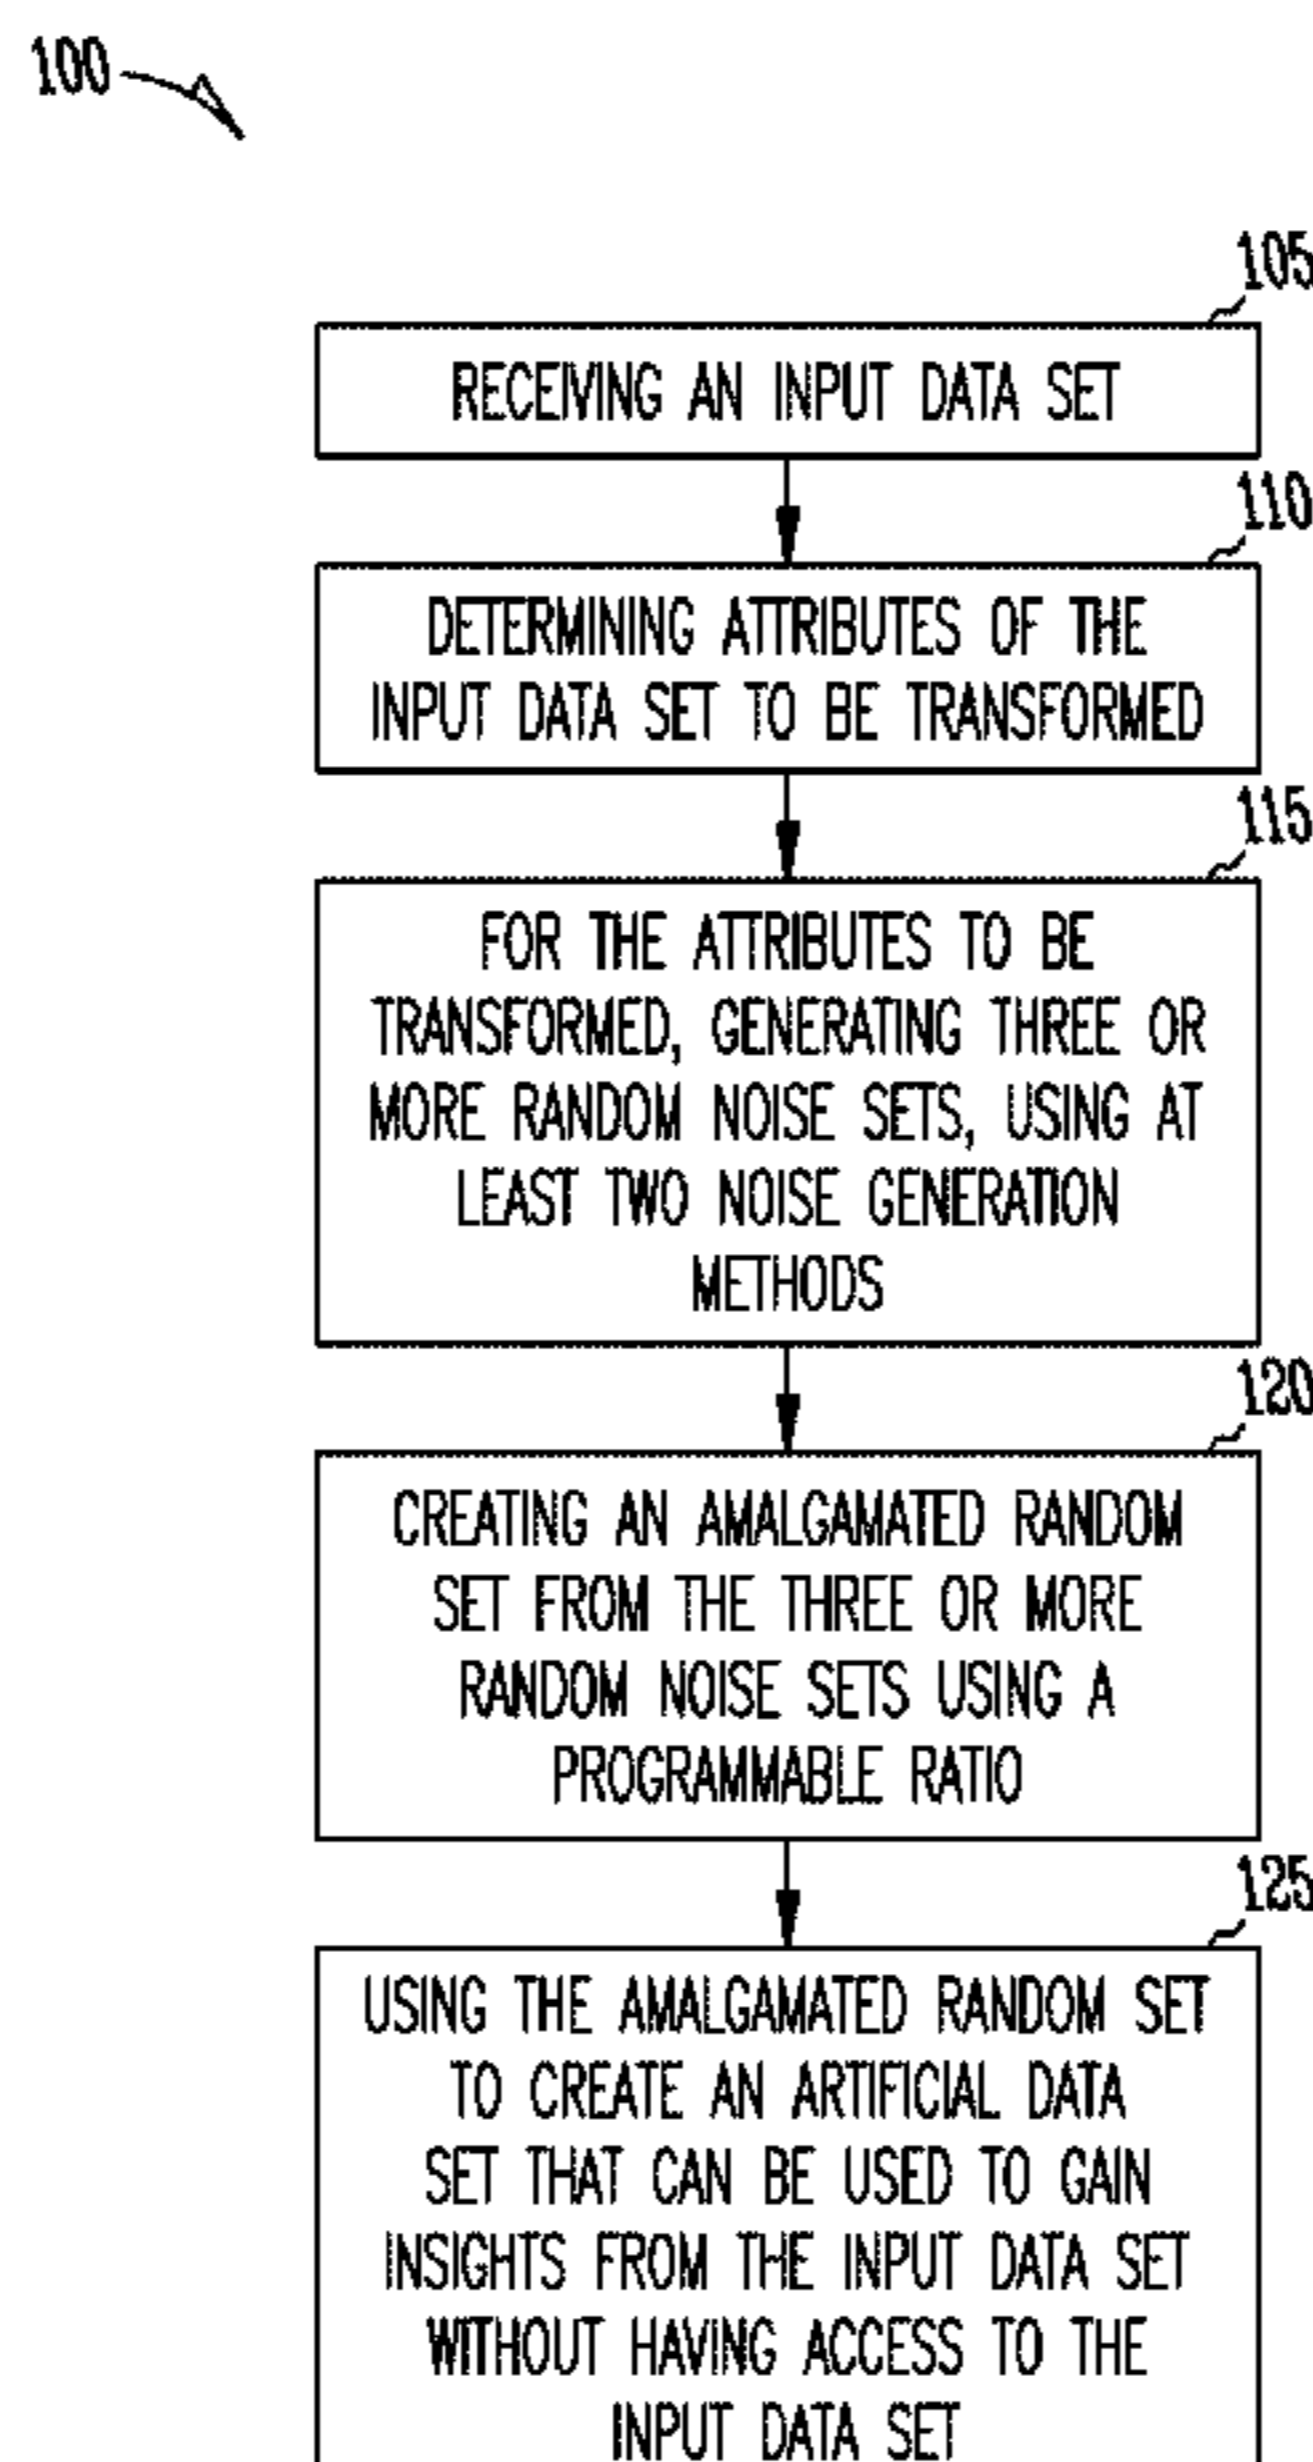 100
105
RECEIVING AN INPUT DATA SET
110
DETERMINING ATTRIBUTES OF THE
INPUT DATA SET TO BE TRANSFORMED
115
FOR THE ATTRIBUTES TO BE
TRANSFORMED, GENERATING THREE OR
MORE RANDOM NOISE SETS, USING AT
LEAST TWO NOISE GENERATION
METHODS
120
CREATING AN AMALGAMATED RANDOM
SET FROM THE THREE OR MORE
RANDOM NOISE SETS USING A
PROGRAMMABLE RATIO
125
USING THE AMALGAMATED RANDOM SET
TO CREATE AN ARTIFICIAL DATA
SET THAT CAN BE USED TO GAIN
INSIGHTS FROM THE INPUT DATA SET
WITHOUT HAVING ACCESS TO THE
INPUT DATA SET